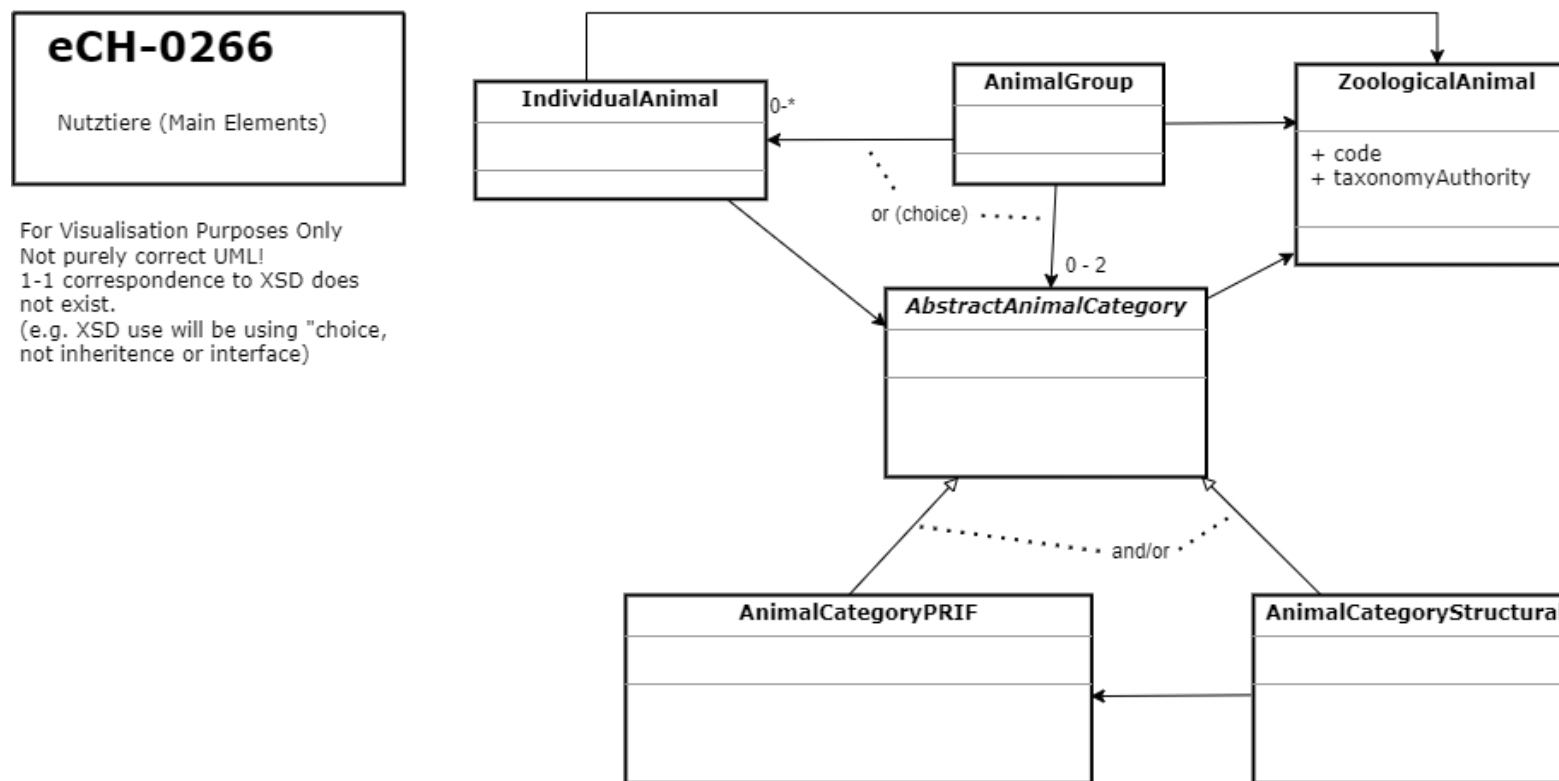 eCH-0266
Nutztiere (Main Elements)
For Visualisation Purposes Only
Not purely correct UML!
1-1 correspondence to XSD does
not exist.
(e.g. XSD use will be using "choice,
not inheritence or interface)
IndividualAnimal
0-*
AnimalGroup
ZoologicalAnimal
+ code
+ taxonomyAuthority
or (choice)
0 - 2
AbstractAnimalCategory
and/or
AnimalCategoryPRIF
AnimalCategoryStructural